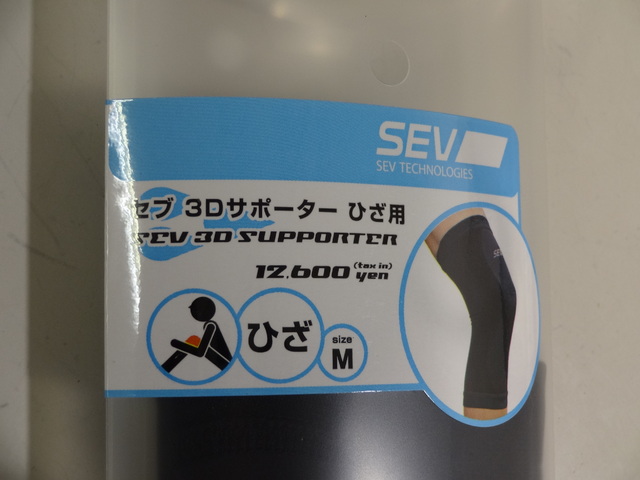 SEV
SEV TECHNOLOGIES
セブ 3Dサポーター ひざ用
SEV 3D SUPPORTER
12,600 (tax in) yen
ひざ
size
M
SEV